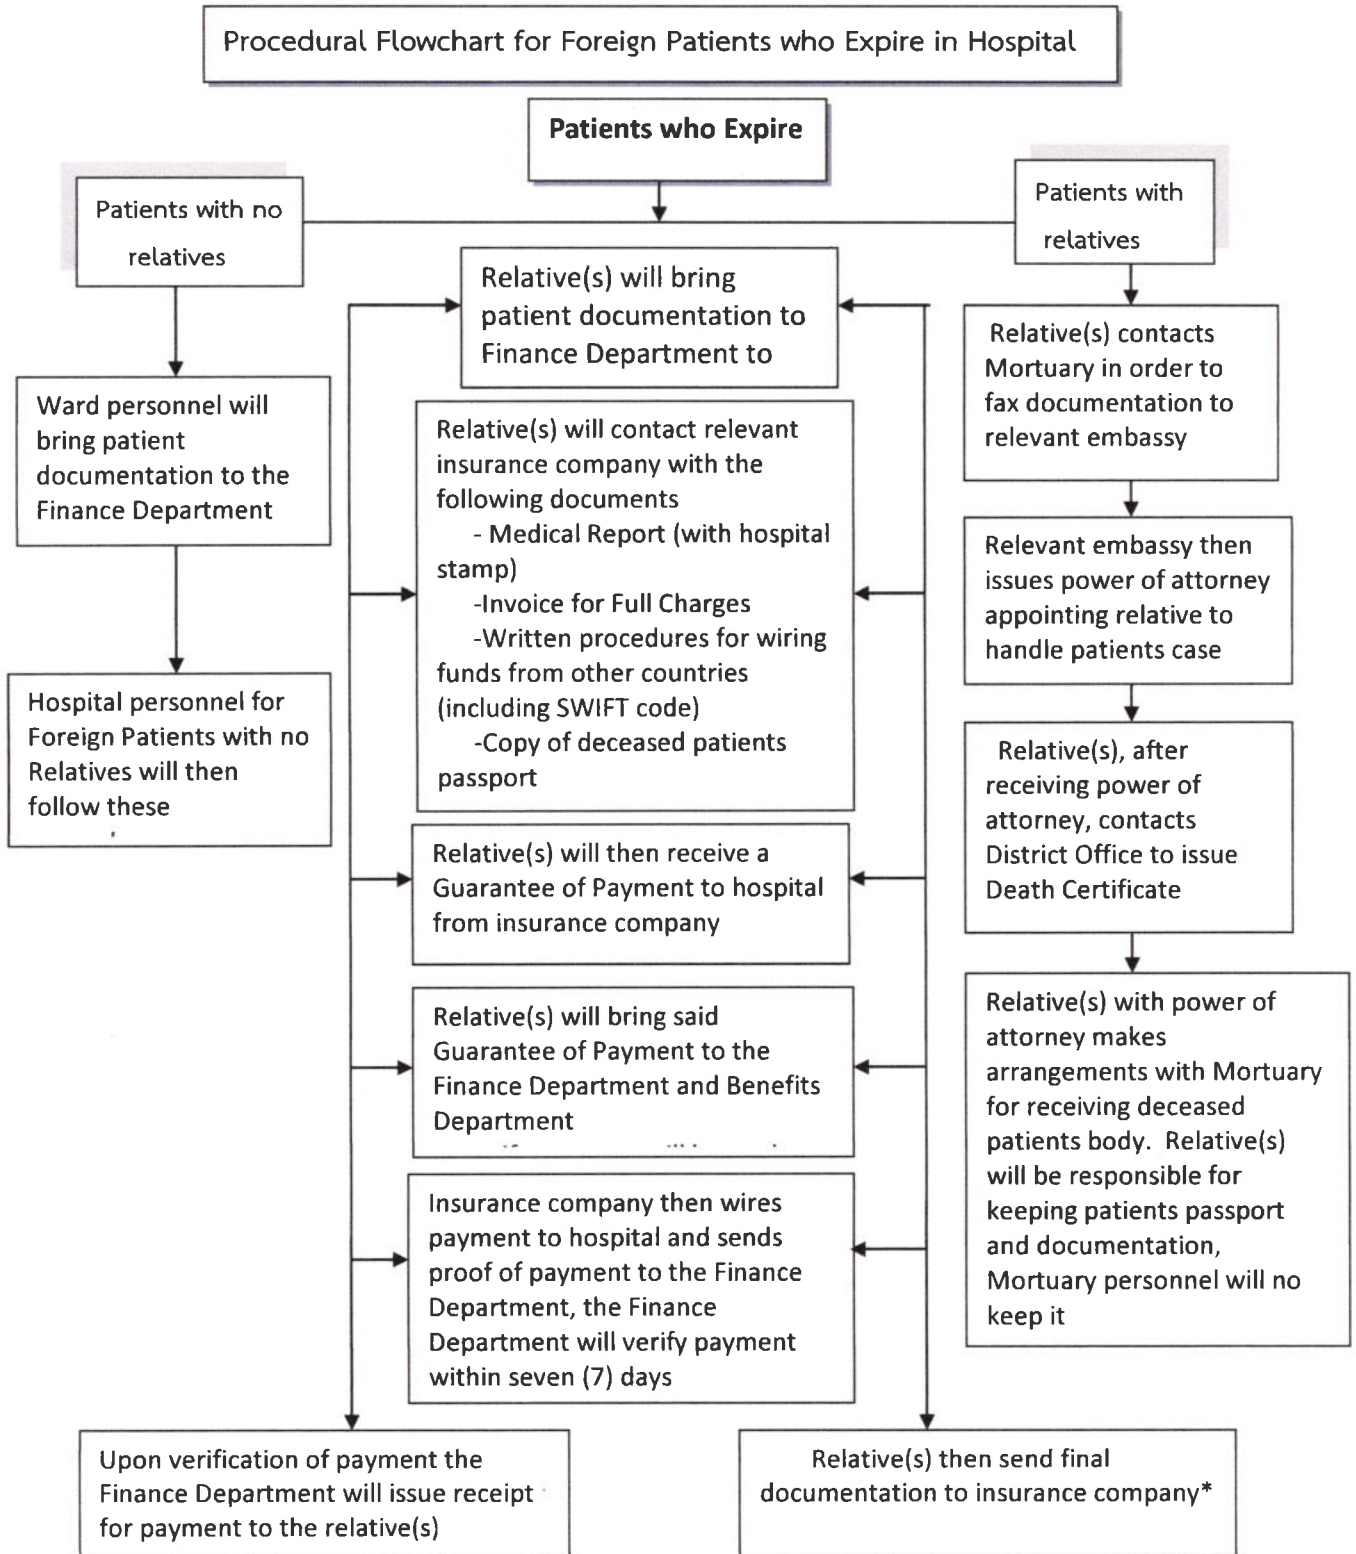 Procedural Flowchart for Foreign Patients who Expire in Hospital
Patients who Expire
Patients with no
relatives
Patients with
relatives
Relative(s) will bring
patient documentation to
Finance Department to
Relative(s) contacts
Mortuary in order to
fax documentation to
relevant embassy
Ward personnel will
bring patient
documentation to the
Finance Department
Relative(s) will contact relevant
insurance company with the
following documents
- Medical Report (with hospital
stamp)
-Invoice for Full Charges
-Written procedures for wiring
funds from other countries
(including SWIFT code)
-Copy of deceased patients
passport
Relevant embassy then
issues power of attorney
appointing relative to
handle patients case
Hospital personnel for
Foreign Patients with no
Relatives will then
follow these
Relative(s), after
receiving power of
attorney, contacts
District Office to issue
Death Certificate
Relative(s) will then receive a
Guarantee of Payment to hospital
from insurance company
Relative(s) will bring said
Guarantee of Payment to the
Finance Department and Benefits
Department
Relative(s) with power of
attorney makes
arrangements with Mortuary
for receiving deceased
patients body. Relative(s)
will be responsible for
keeping patients passport
and documentation,
Mortuary personnel will no
keep it
Insurance company then wires
payment to hospital and sends
proof of payment to the Finance
Department, the Finance
Department will verify payment
within seven (7) days
Upon verification of payment the
Finance Department will issue receipt
for payment to the relative(s)
Relative(s) then send final
documentation to insurance company*